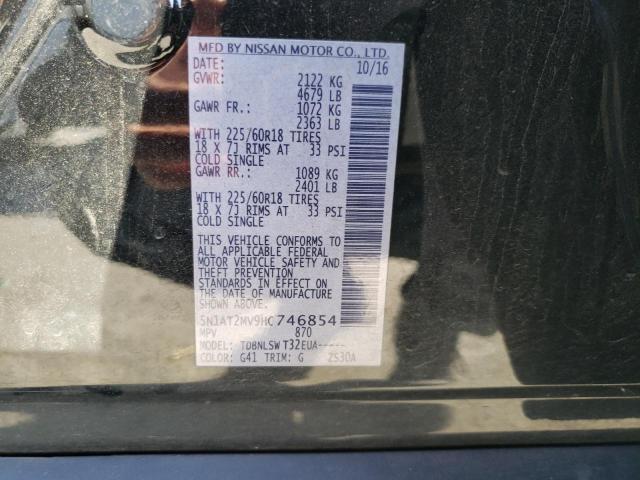 MFD BY NISSAN MOTOR CO., LTD.
DATE: 10/16
GVWR: 2122 KG
4679 LB
GAWR FR.: 1072 KG
2363 LB
WITH 225/60R18 TIRES
18 X 7J RIMS AT 33 PSI
COLD SINGLE
GAWR RR.: 1089 KG
2401 LB
WITH 225/60R18 TIRES
18 X 7J RIMS AT 33 PSI
COLD SINGLE
THIS VEHICLE CONFORMS TO
ALL APPLICABLE FEDERAL
MOTOR VEHICLE SAFETY AND
THEFT PREVENTION
STANDARDS IN EFFECT ON THE
DATE OF MANUFACTURE
SHOWN ABOVE.
5N1AT2MV9HC746854
MPV 870
MODEL: TDBNLSW T32EUA-----
COLOR: G41 TRIM: G ZS30A